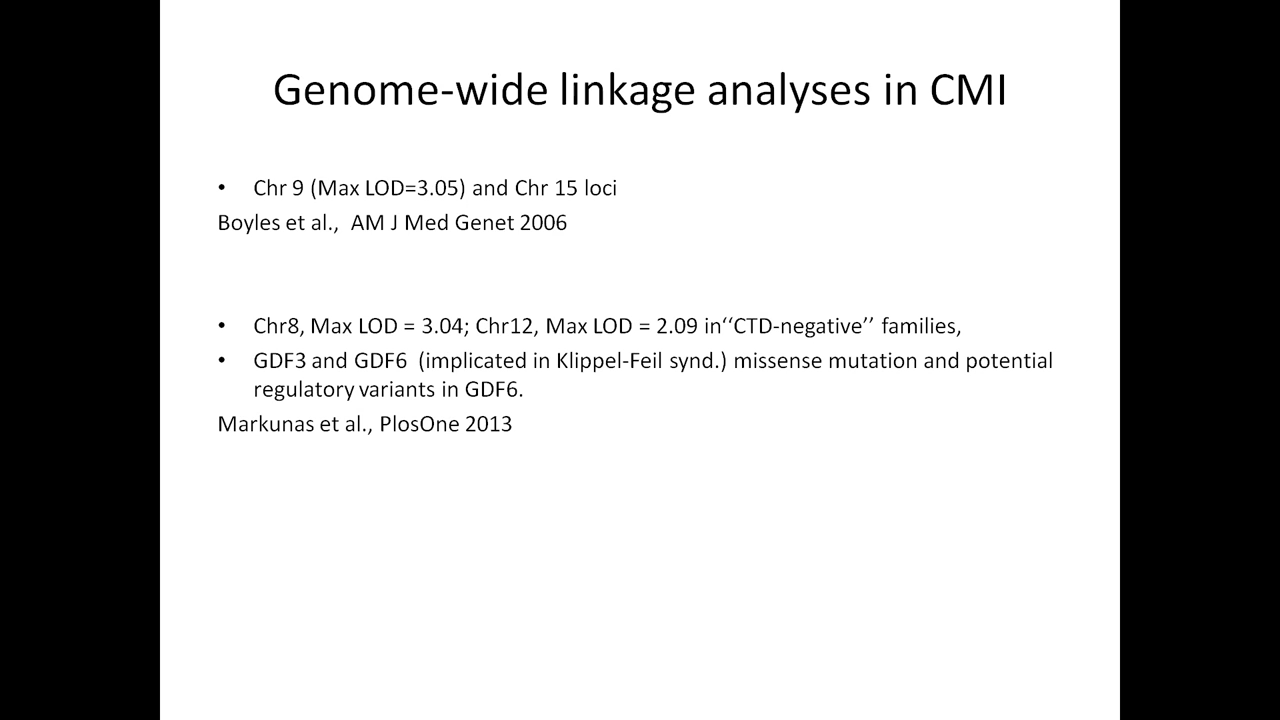 Genome-wide linkage analyses in CMI
• Chr 9 (Max LOD=3.05) and Chr 15 loci
Boyles et al., AM J Med Genet 2006
• Chr8, Max LOD = 3.04; Chr12, Max LOD = 2.09 in‘‘CTD-negative’’ families,
• GDF3 and GDF6 (implicated in Klippel-Feil synd.) missense mutation and potential
regulatory variants in GDF6.
Markunas et al., PlosOne 2013